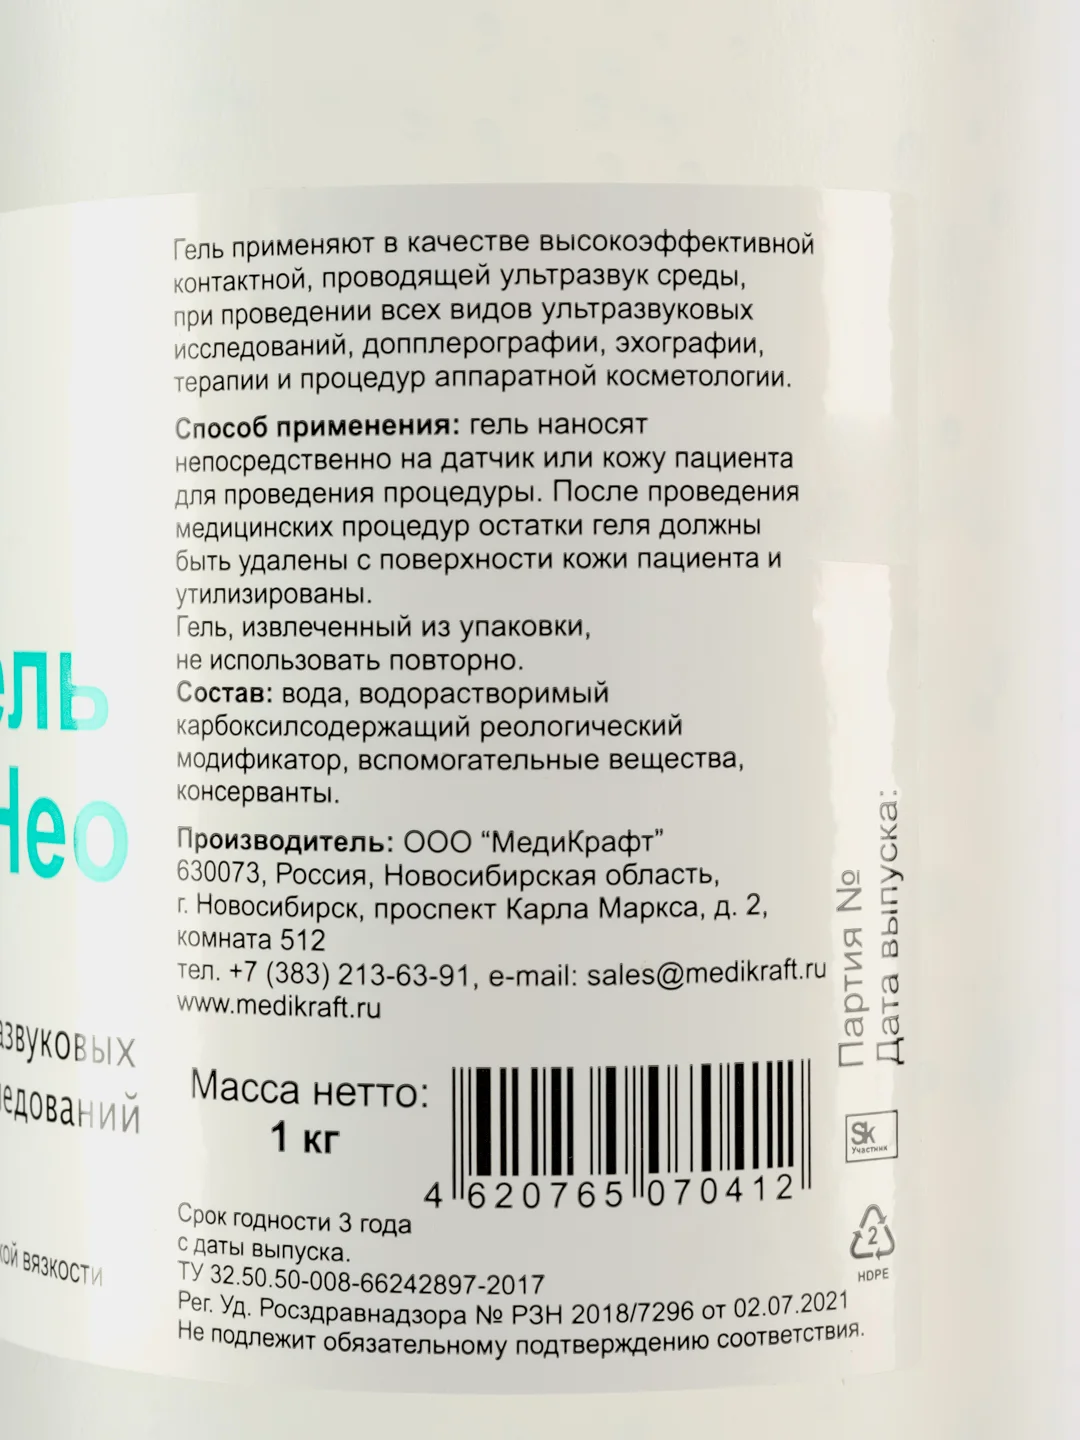 Гель применяют в качестве высокоэффективной
контактной, проводящей ультразвук среды,
при проведении всех видов ультразвуковых
исследований, допплерографии, эхографии,
терапии и процедур аппаратной косметологии.
Способ применения: гель наносят
непосредственно на датчик или кожу пациента
для проведения процедуры. После проведения
медицинских процедур остатки геля должны
быть удалены с поверхности кожи пациента и
утилизированы.
Гель, извлеченный из упаковки,
не использовать повторно.
Состав: вода, водорастворимый
карбоксилсодержащий реологический
модификатор, вспомогательные вещества,
консерванты.
Производитель: ООО “МедиКрафт”
630073, Россия, Новосибирская область,
г. Новосибирск, проспект Карла Маркса, д. 2,
комната 512
тел. +7 (383) 213-63-91, e-mail: sales@medikraft.ru
www.medikraft.ru
Масса нетто:
1 кг
4 620765 070412
Срок годности 3 года
с даты выпуска.
ТУ 32.50.50-008-66242897-2017
Рег. Уд. Росздравнадзора № РЗН 2018/7296 от 02.07.2021
Не подлежит обязательному подтверждению соответствия.
Партия №
Дата выпуска:
Sk
Участник
2
HDPE
ель
Нео
азвуковых
едований
кой вязкости